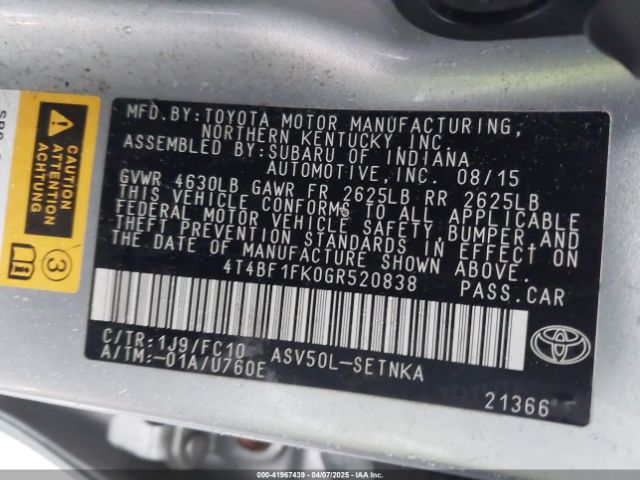 MFD.BY:TOYOTA MOTOR MANUFACTURING,
NORTHERN KENTUCKY INC.
ASSEMBLED BY:SUBARU OF INDIANA
AUTOMOTIVE,INC. 08/15
GVWR 4630LB GAWR FR 2625LB RR 2625LB
THIS VEHICLE CONFORMS TO ALL APPLICABLE
FEDERAL MOTOR VEHICLE SAFETY,BUMPER,AND
THEFT PREVENTION STANDARDS IN EFFECT ON
THE DATE OF MANUFACTURE SHOWN ABOVE.
4T4BF1FK0GR520838 PASS.CAR
C/TR:1J9/FC10 ASV50L-SETNKA
A/TM:-01A/U760E
21366
CAUTION
ATTENTION
ACHTUNG
3
000-41967439 - 04/07/2025 - IAAI.com